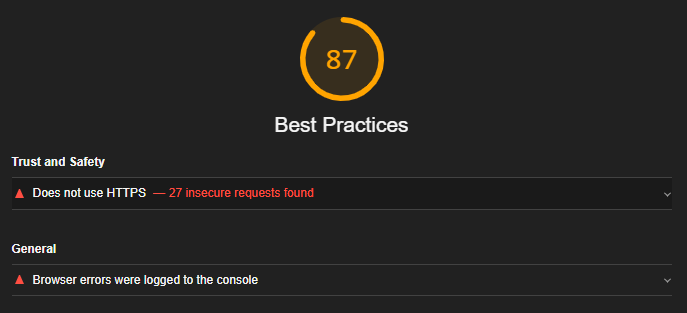 87
Best Practices
Trust and Safety
Does not use HTTPS — 27 insecure requests found
General
Browser errors were logged to the console